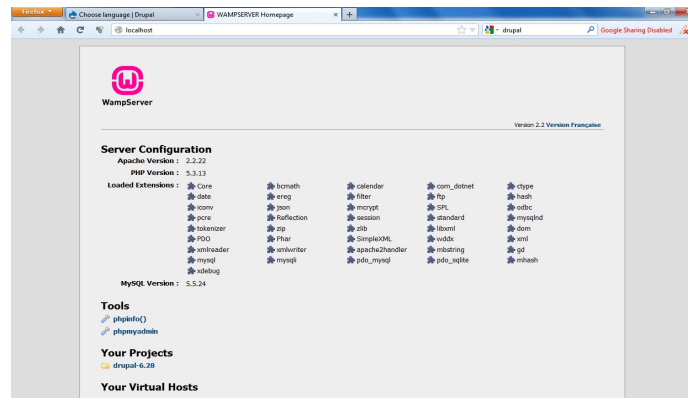 Firefox
Choose language | Drupal
WAMPSERVER Homepage
localhost
drupal
Google Sharing Disabled
WampServer
Version 2.2 Version Française
Server Configuration
Apache Version : 2.2.22
PHP Version : 5.3.13
Loaded Extensions : Core bcmath calendar com_dotnet ctype
date ereg filter ftp hash
iconv json mcrypt SPL odbc
pcre Reflection session standard mysqlnd
tokenizer zip zlib libxml dom
PDO Phar SimpleXML wddx xml
xmlreader xmlwriter apache2handler mbstring gd
mysql mysqli pdo_mysql pdo_sqlite mhash
xdebug
MySQL Version : 5.5.24
Tools
phpinfo()
phpmyadmin
Your Projects
drupal-6.28
Your Virtual Hosts